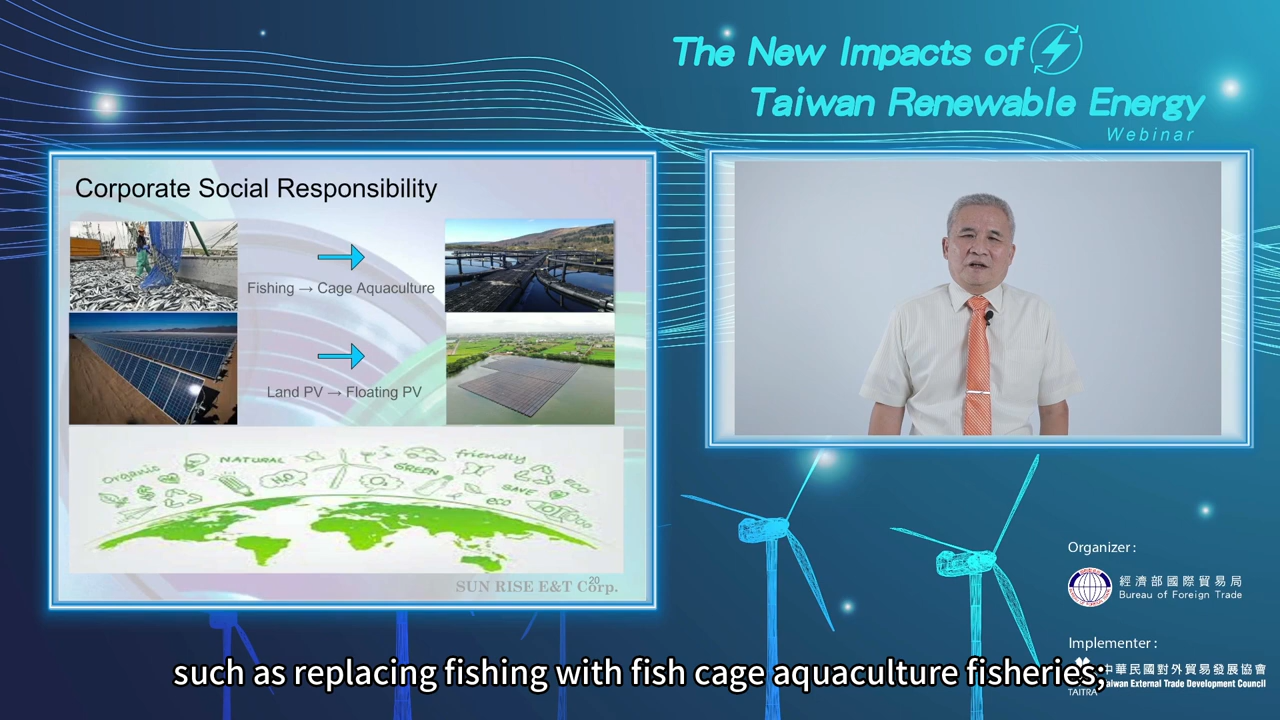 The New Impacts of
Taiwan Renewable Energy
Webinar
Corporate Social Responsibility
Fishing → Cage Aquaculture
Land PV → Floating PV
organic
NATURAL
friendly
GREEN
H₂O
O₂
SAVE
ECO
eco
20
SUN RISE E&T Corp.
Organizer :
經濟部國際貿易局
Bureau of Foreign Trade
Implementer :
中華民國對外貿易發展協會
Taiwan External Trade Development Council
TAITRA
such as replacing fishing with fish cage aquaculture fisheries;